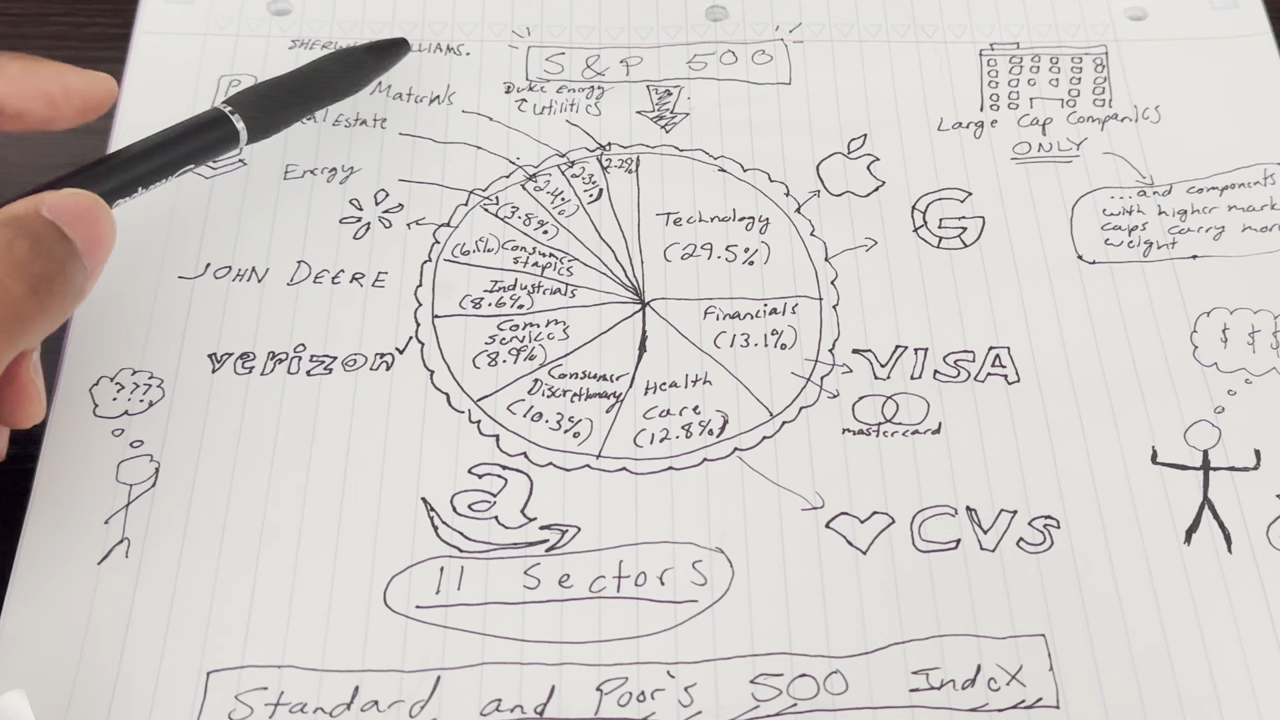 S & P 500
WILLIAMS.
Materials
Duke Energy
Utilities
Estate
Energy
P
Large Cap Companies
ONLY
...and components
with higher mark
caps carry mor
weight
2.2%
2.3%
(2.4%)
(3.8%)
(6.5%) Consumer
Staples
Industrials
(8.6%)
Comm
Services
(8.9%)
Consumer
Discretionary
(10.3%)
Health
Care
(12.8%)
Financials
(13.1%)
Technology
(29.5%)
G
JOHN DEERE
verizon✓
VISA
mastercard
CVS
a
???
$ $ $
11 Sectors
Standard and Poor's 500 Index